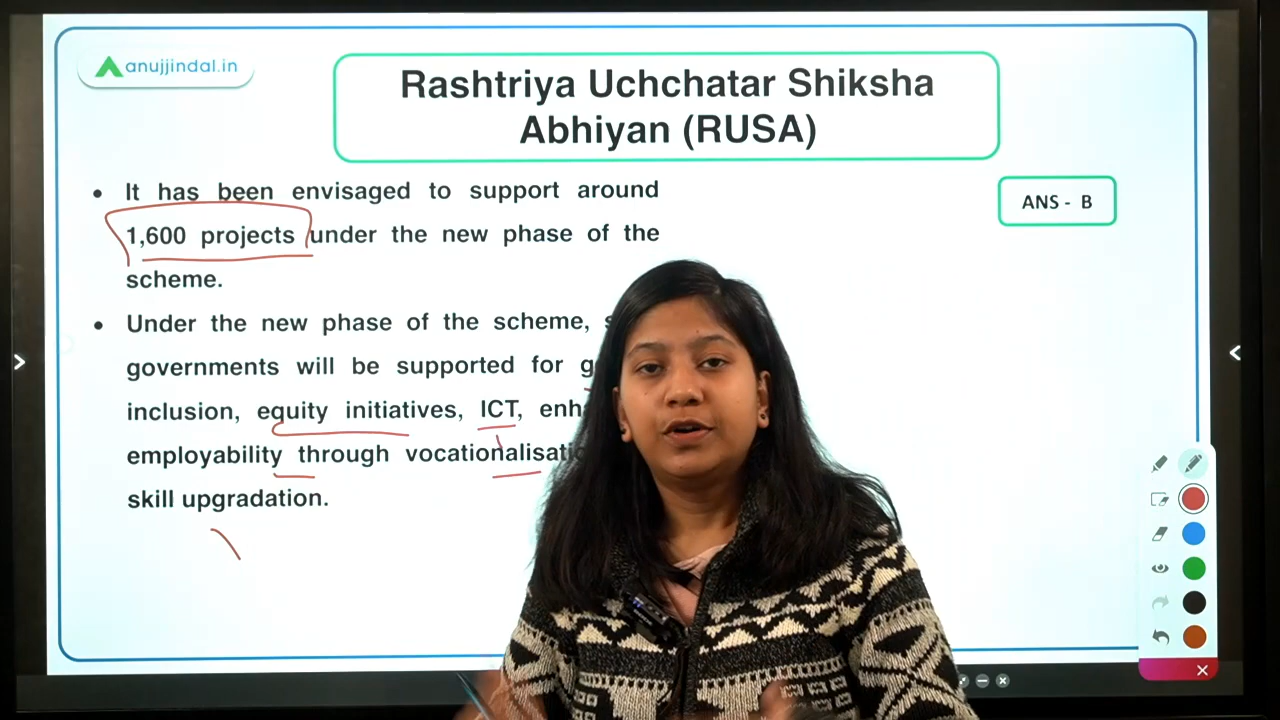 anujjindal.in
Rashtriya Uchchatar Shiksha
Abhiyan (RUSA)
• It has been envisaged to support around
1,600 projects under the new phase of the
scheme.
ANS - B
• Under the new phase of the scheme,
governments will be supported for
inclusion, equity initiatives, ICT,
employability through
skill upgradation.